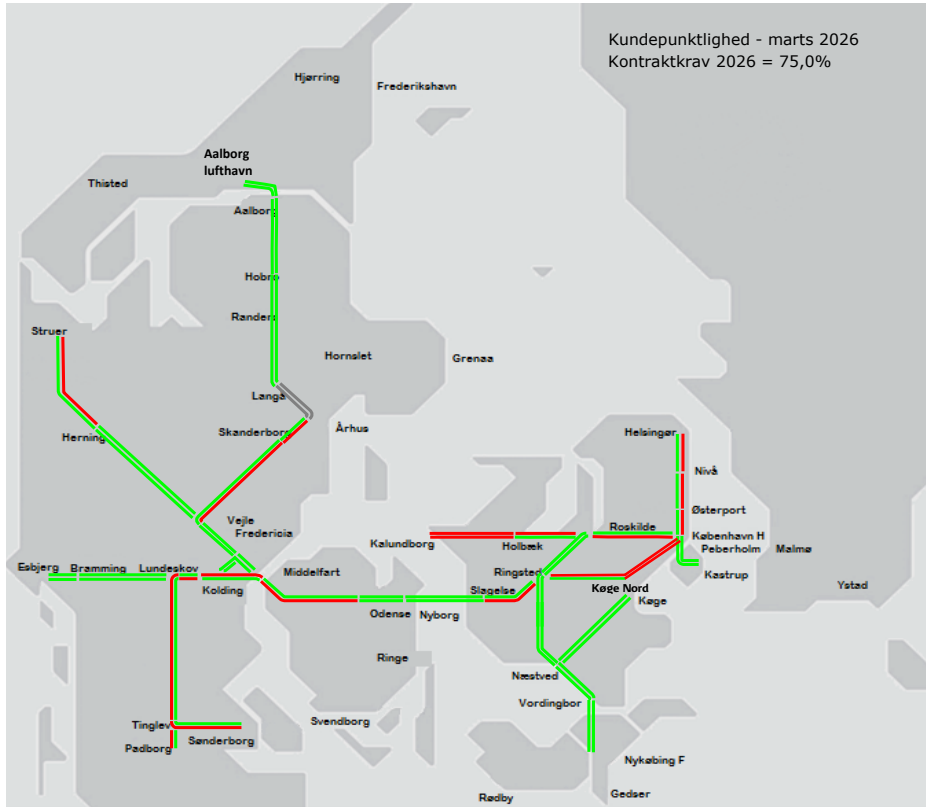 Kundepunktlighed - marts 2026
Kontraktkrav 2026 = 75,0%
Hjørring
Frederikshavn
Aalborg
lufthavn
Thisted
Aalborg
Hobro
Randers
Struer
Hornslet
Grenaa
Langå
Århus
Skanderborg
Herning
Helsingør
Nivå
Østerport
Vejle
Roskilde
Fredericia
København H
Kalundborg
Holbæk
Peberholm
Malmø
Esbjerg
Bramming
Lundeskov
Middelfart
Ringsted
Kastrup
Ystad
Kolding
Slagelse
Køge Nord
Køge
Odense
Nyborg
Ringe
Næstved
Vordingbor
Tinglev
Svendborg
Sønderborg
Padborg
Nykøbing F
Rødby
Gedser